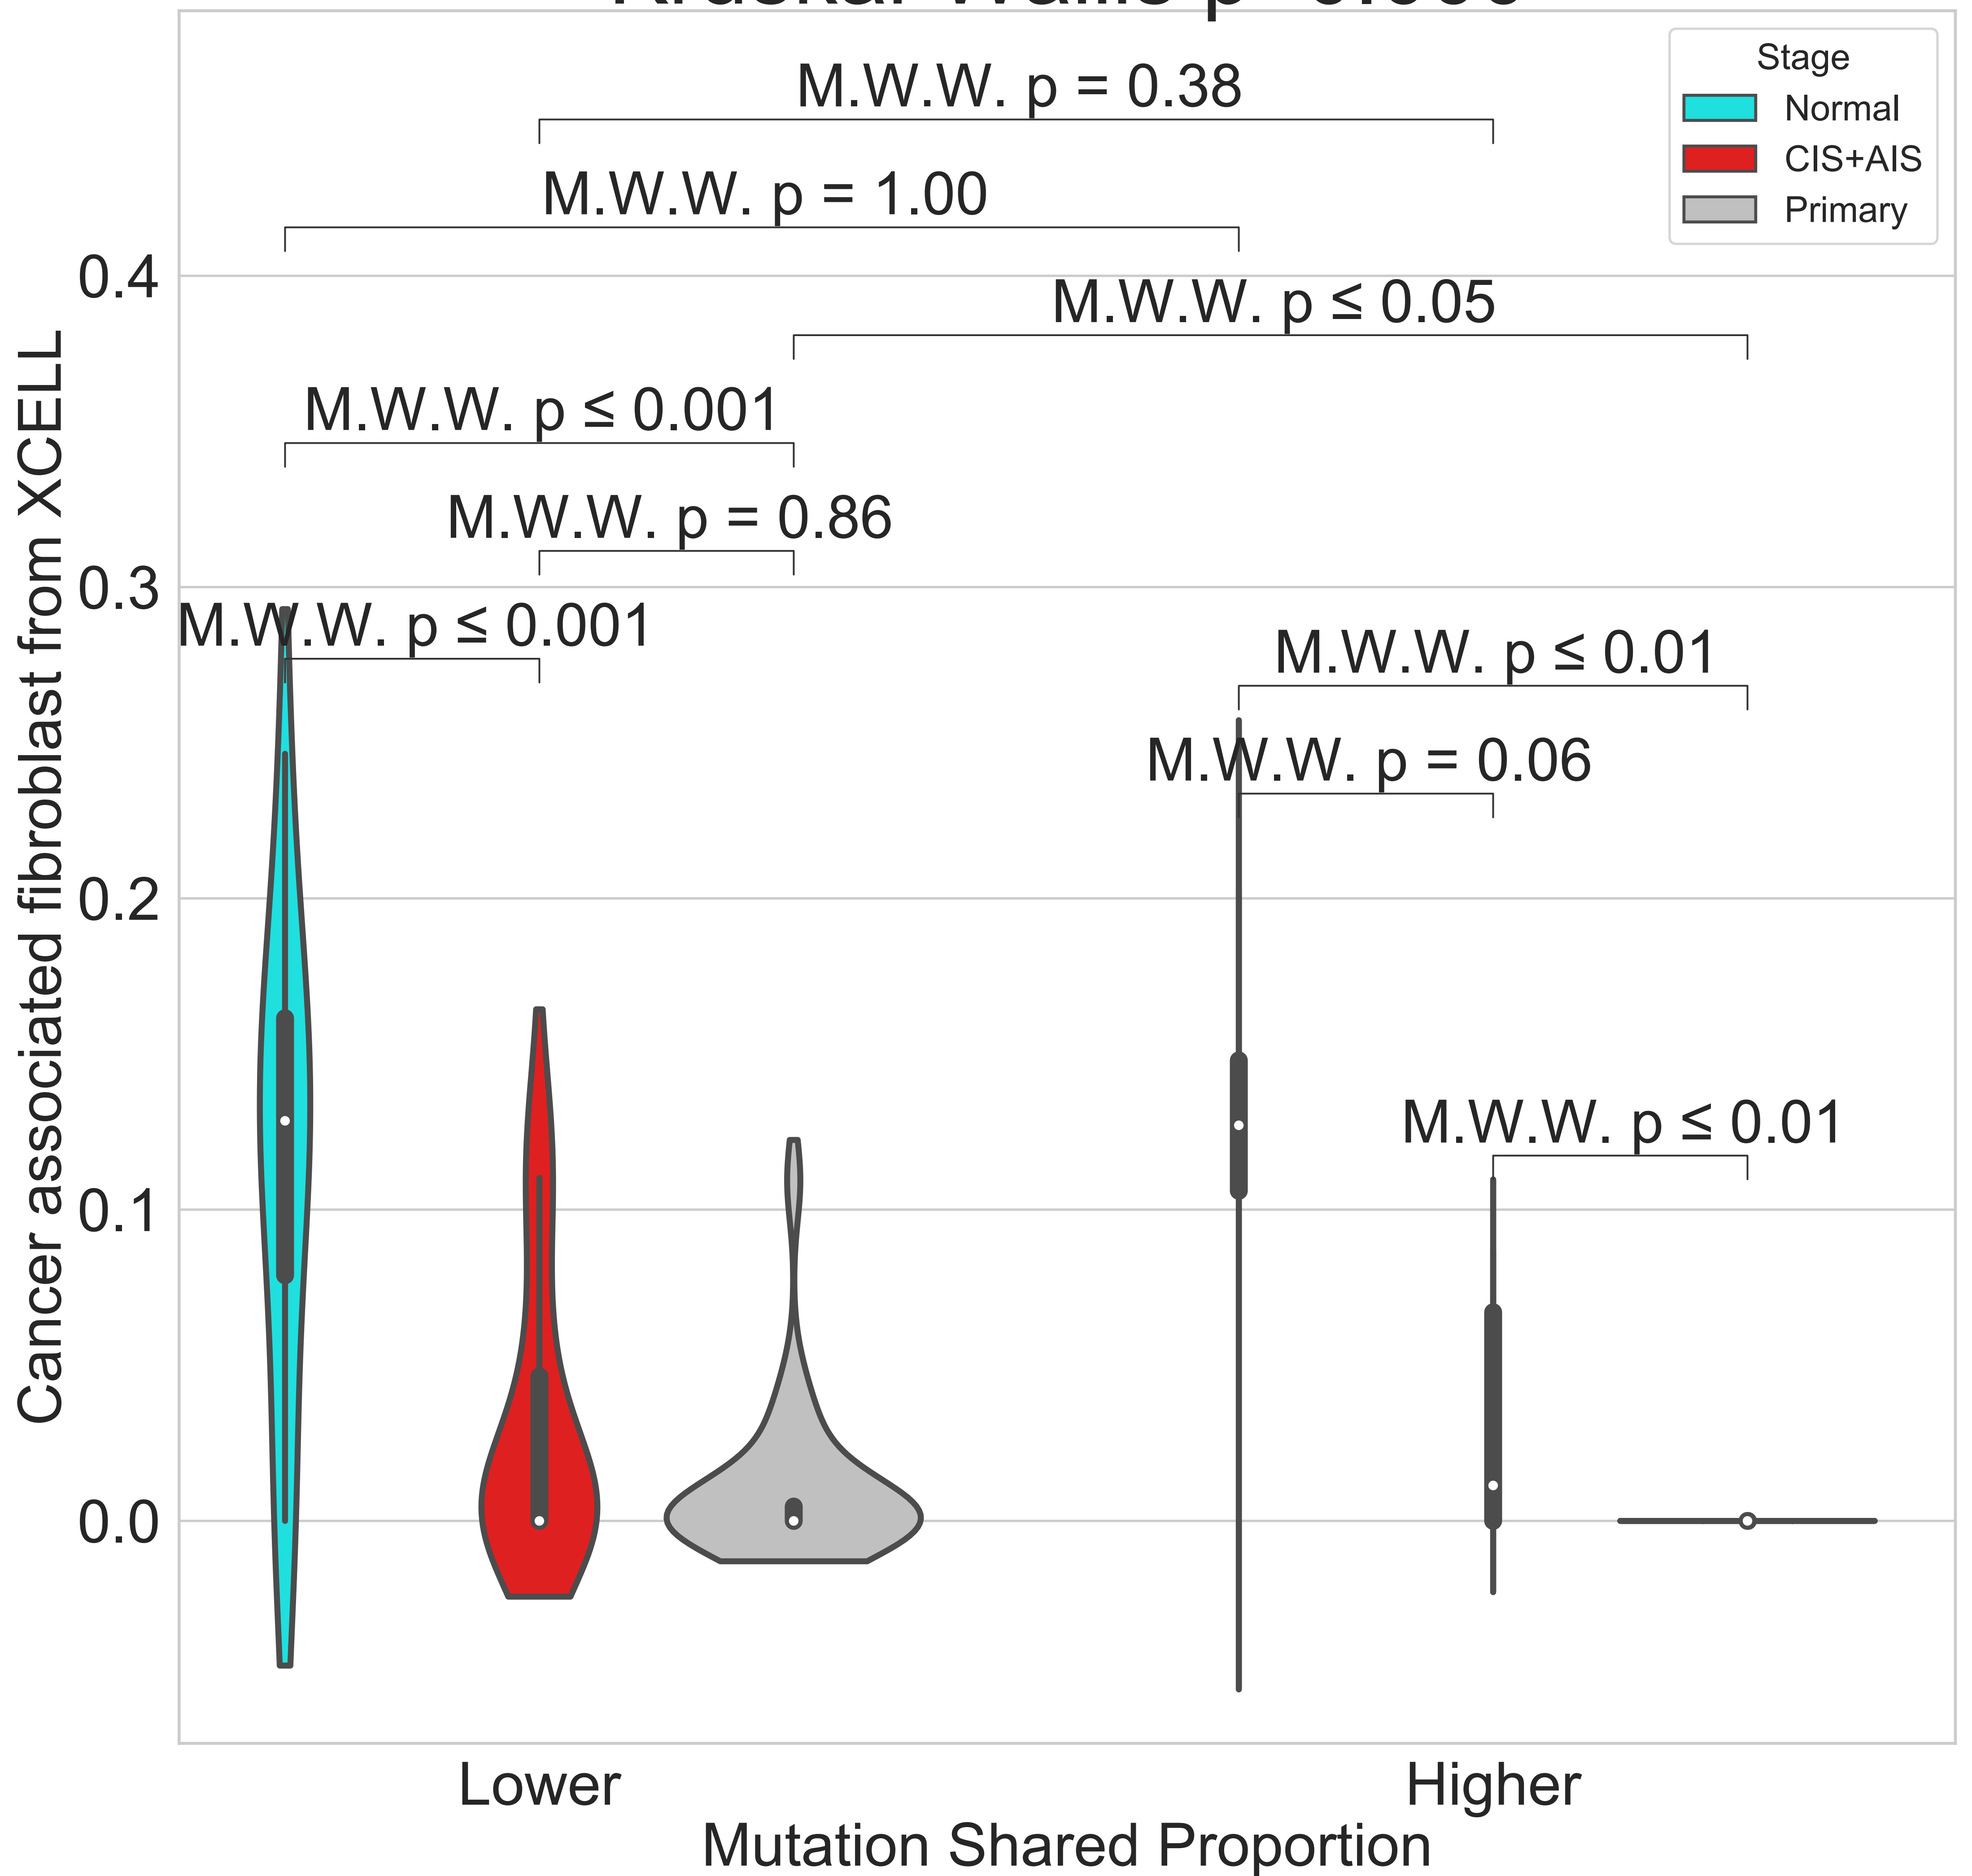 Stage
Normal
CIS+AIS
Primary
M.W.W. p = 0.38
M.W.W. p = 1.00
M.W.W. p ≤ 0.05
M.W.W. p ≤ 0.001
M.W.W. p = 0.86
M.W.W. p ≤ 0.001
M.W.W. p ≤ 0.01
M.W.W. p = 0.06
M.W.W. p ≤ 0.01
Cancer associated fibroblast from XCELL
0.4
0.3
0.2
0.1
0.0
Lower
Higher
Mutation Shared Proportion